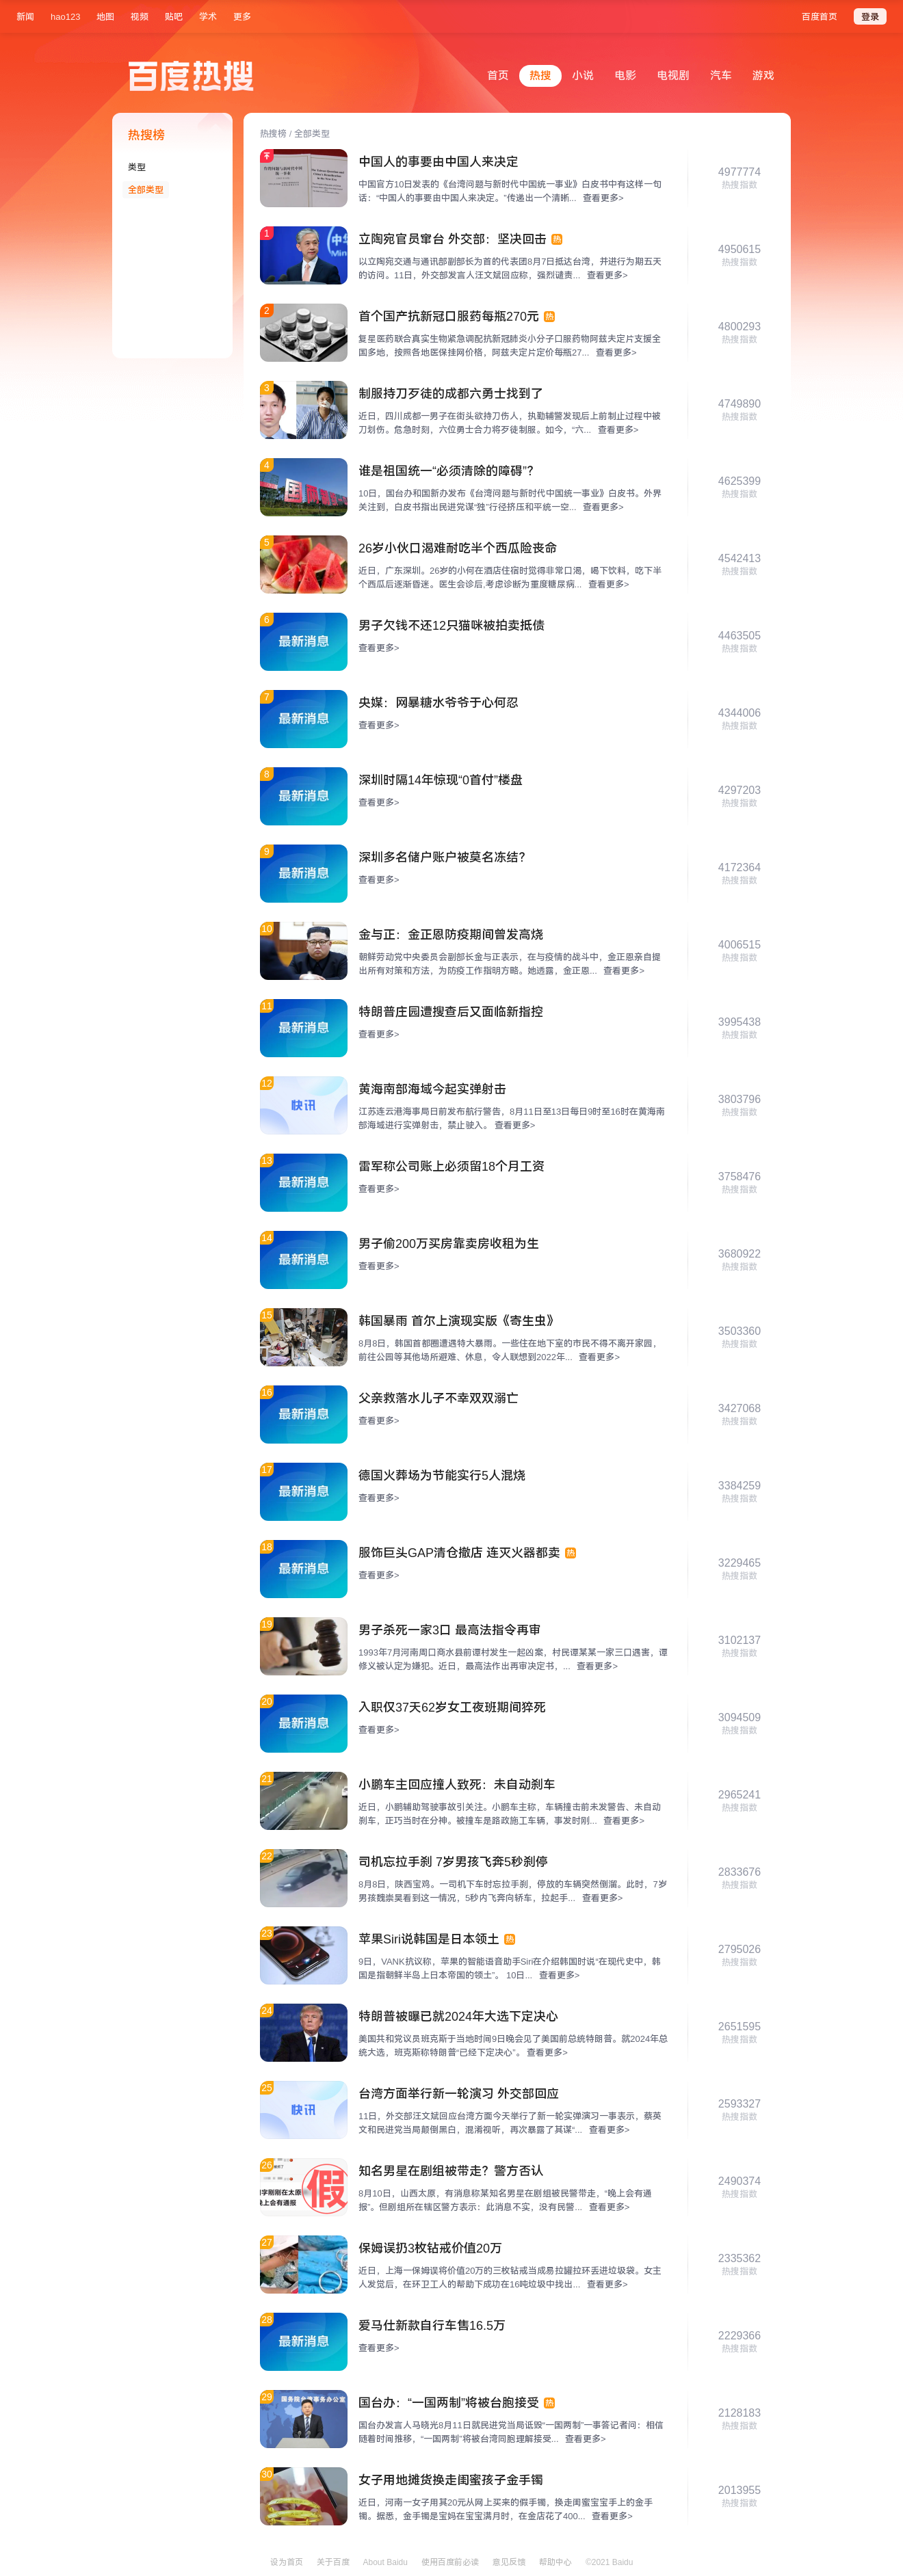 新闻 hao123 地图 视频 贴吧 学术 更多 百度首页 登录
百度热搜
首页 热搜 小说 电影 电视剧 汽车 游戏
热搜榜
类型
全部类型
热搜榜 / 全部类型
中国人的事要由中国人来决定
中国官方10日发表的《台湾问题与新时代中国统一事业》白皮书中有这样一句
话：“中国人的事要由中国人来决定。”传递出一个清晰... 查看更多>
4977774
热搜指数
1
立陶宛官员窜台 外交部：坚决回击 热
以立陶宛交通与通讯部副部长为首的代表团8月7日抵达台湾，并进行为期五天
的访问。11日，外交部发言人汪文斌回应称，强烈谴责... 查看更多>
4950615
热搜指数
2
首个国产抗新冠口服药每瓶270元 热
复星医药联合真实生物紧急调配抗新冠肺炎小分子口服药物阿兹夫定片支援全
国多地，按照各地医保挂网价格，阿兹夫定片定价每瓶27... 查看更多>
4800293
热搜指数
3
制服持刀歹徒的成都六勇士找到了
近日，四川成都一男子在街头欲持刀伤人，执勤辅警发现后上前制止过程中被
刀划伤。危急时刻，六位勇士合力将歹徒制服。如今，“六... 查看更多>
4749890
热搜指数
4
谁是祖国统一“必须清除的障碍”？
10日，国台办和国新办发布《台湾问题与新时代中国统一事业》白皮书。外界
关注到，白皮书指出民进党谋“独”行径挤压和平统一空... 查看更多>
4625399
热搜指数
5
26岁小伙口渴难耐吃半个西瓜险丧命
近日，广东深圳。26岁的小何在酒店住宿时觉得非常口渴，喝下饮料，吃下半
个西瓜后逐渐昏迷。医生会诊后,考虑诊断为重度糖尿病... 查看更多>
4542413
热搜指数
6
最新消息
男子欠钱不还12只猫咪被拍卖抵债
查看更多>
4463505
热搜指数
7
最新消息
央媒：网暴糖水爷爷于心何忍
查看更多>
4344006
热搜指数
8
最新消息
深圳时隔14年惊现“0首付”楼盘
查看更多>
4297203
热搜指数
9
最新消息
深圳多名储户账户被莫名冻结？
查看更多>
4172364
热搜指数
10
金与正：金正恩防疫期间曾发高烧
朝鲜劳动党中央委员会副部长金与正表示，在与疫情的战斗中，金正恩亲自提
出所有对策和方法，为防疫工作指明方略。她透露，金正恩... 查看更多>
4006515
热搜指数
11
最新消息
特朗普庄园遭搜查后又面临新指控
查看更多>
3995438
热搜指数
12
快讯
黄海南部海域今起实弹射击
江苏连云港海事局日前发布航行警告，8月11日至13日每日9时至16时在黄海南
部海域进行实弹射击，禁止驶入。 查看更多>
3803796
热搜指数
13
最新消息
雷军称公司账上必须留18个月工资
查看更多>
3758476
热搜指数
14
最新消息
男子偷200万买房靠卖房收租为生
查看更多>
3680922
热搜指数
15
韩国暴雨 首尔上演现实版《寄生虫》
8月8日，韩国首都圈遭遇特大暴雨。一些住在地下室的市民不得不离开家园，
前往公园等其他场所避难、休息，令人联想到2022年... 查看更多>
3503360
热搜指数
16
最新消息
父亲救落水儿子不幸双双溺亡
查看更多>
3427068
热搜指数
17
最新消息
德国火葬场为节能实行5人混烧
查看更多>
3384259
热搜指数
18
最新消息
服饰巨头GAP清仓撤店 连灭火器都卖 热
查看更多>
3229465
热搜指数
19
男子杀死一家3口 最高法指令再审
1993年7月河南周口商水县前谭村发生一起凶案，村民谭某某一家三口遇害，谭
修义被认定为嫌犯。近日，最高法作出再审决定书，... 查看更多>
3102137
热搜指数
20
最新消息
入职仅37天62岁女工夜班期间猝死
查看更多>
3094509
热搜指数
21
小鹏车主回应撞人致死：未自动刹车
近日，小鹏辅助驾驶事故引关注。小鹏车主称，车辆撞击前未发警告、未自动
刹车，正巧当时在分神。被撞车是路政施工车辆，事发时刚... 查看更多>
2965241
热搜指数
22
司机忘拉手刹 7岁男孩飞奔5秒刹停
8月8日，陕西宝鸡。一司机下车时忘拉手刹，停放的车辆突然倒溜。此时，7岁
男孩魏崇昊看到这一情况，5秒内飞奔向轿车，拉起手... 查看更多>
2833676
热搜指数
23
苹果Siri说韩国是日本领土 热
9日，VANK抗议称，苹果的智能语音助手Siri在介绍韩国时说“在现代史中，韩
国是指朝鲜半岛上日本帝国的领土”。 10日... 查看更多>
2795026
热搜指数
24
特朗普被曝已就2024年大选下定决心
美国共和党议员班克斯于当地时间9日晚会见了美国前总统特朗普。就2024年总
统大选，班克斯称特朗普“已经下定决心”。 查看更多>
2651595
热搜指数
25
快讯
台湾方面举行新一轮演习 外交部回应
11日，外交部汪文斌回应台湾方面今天举行了新一轮实弹演习一事表示，蔡英
文和民进党当局颠倒黑白，混淆视听，再次暴露了其谋“... 查看更多>
2593327
热搜指数
26
假
知名男星在剧组被带走？警方否认
8月10日，山西太原，有消息称某知名男星在剧组被民警带走，“晚上会有通
报”。但剧组所在辖区警方表示：此消息不实，没有民警... 查看更多>
2490374
热搜指数
27
保姆误扔3枚钻戒价值20万
近日，上海一保姆误将价值20万的三枚钻戒当成易拉罐拉环丢进垃圾袋。女主
人发觉后，在环卫工人的帮助下成功在16吨垃圾中找出... 查看更多>
2335362
热搜指数
28
最新消息
爱马仕新款自行车售16.5万
查看更多>
2229366
热搜指数
29
国台办：“一国两制”将被台胞接受 热
国台办发言人马晓光8月11日就民进党当局诋毁“一国两制”一事答记者问：相信
随着时间推移，“一国两制”将被台湾同胞理解接受... 查看更多>
2128183
热搜指数
30
女子用地摊货换走闺蜜孩子金手镯
近日，河南一女子用其20元从网上买来的假手镯，换走闺蜜宝宝手上的金手
镯。据悉，金手镯是宝妈在宝宝满月时，在金店花了400... 查看更多>
2013955
热搜指数
设为首页 关于百度 About Baidu 使用百度前必读 意见反馈 帮助中心 ©2021 Baidu